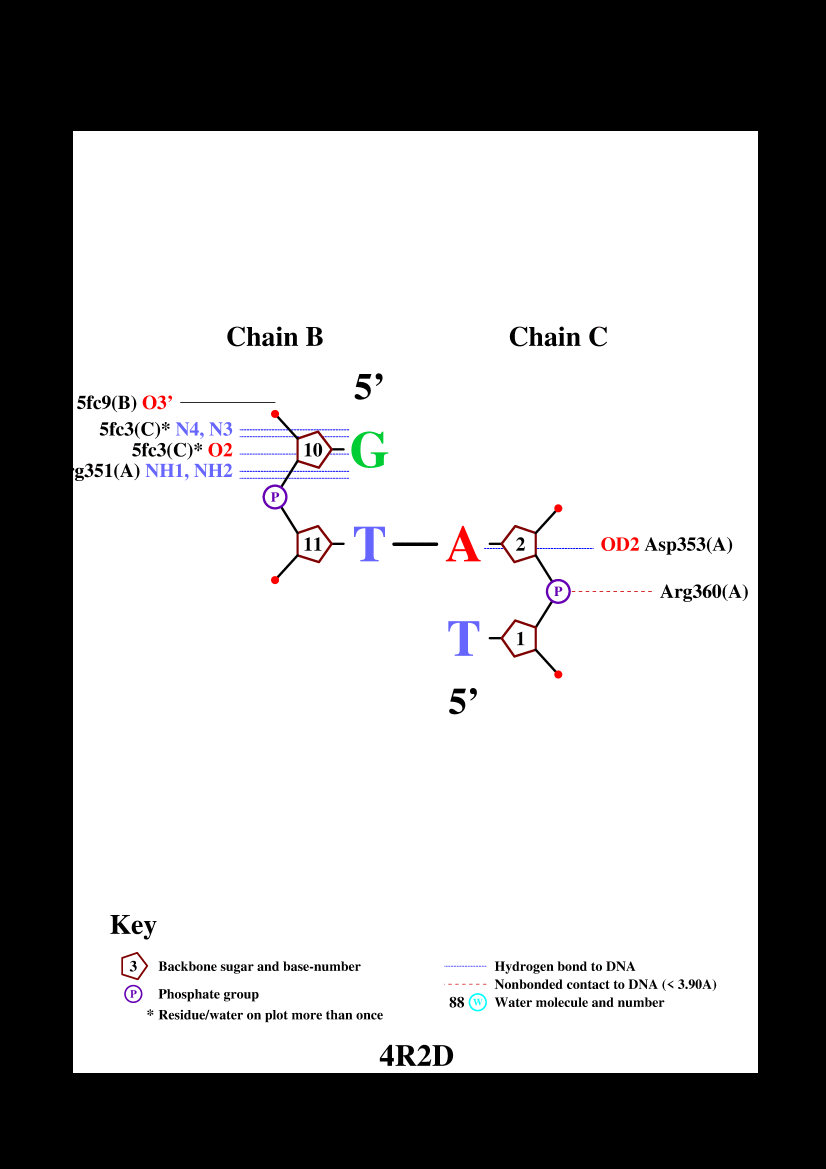 Chain B Chain C
5’
5fc9(B) O3’
5fc3(C)* N4, N3
10 G
5fc3(C)* O2
rg351(A) NH1, NH2
P
11 T A 2 OD2 Asp353(A)
P Arg360(A)
T 1
5’
Key
3 Backbone sugar and base-number
P Phosphate group
* Residue/water on plot more than once
Hydrogen bond to DNA
Nonbonded contact to DNA (< 3.90A)
88 W Water molecule and number
4R2D